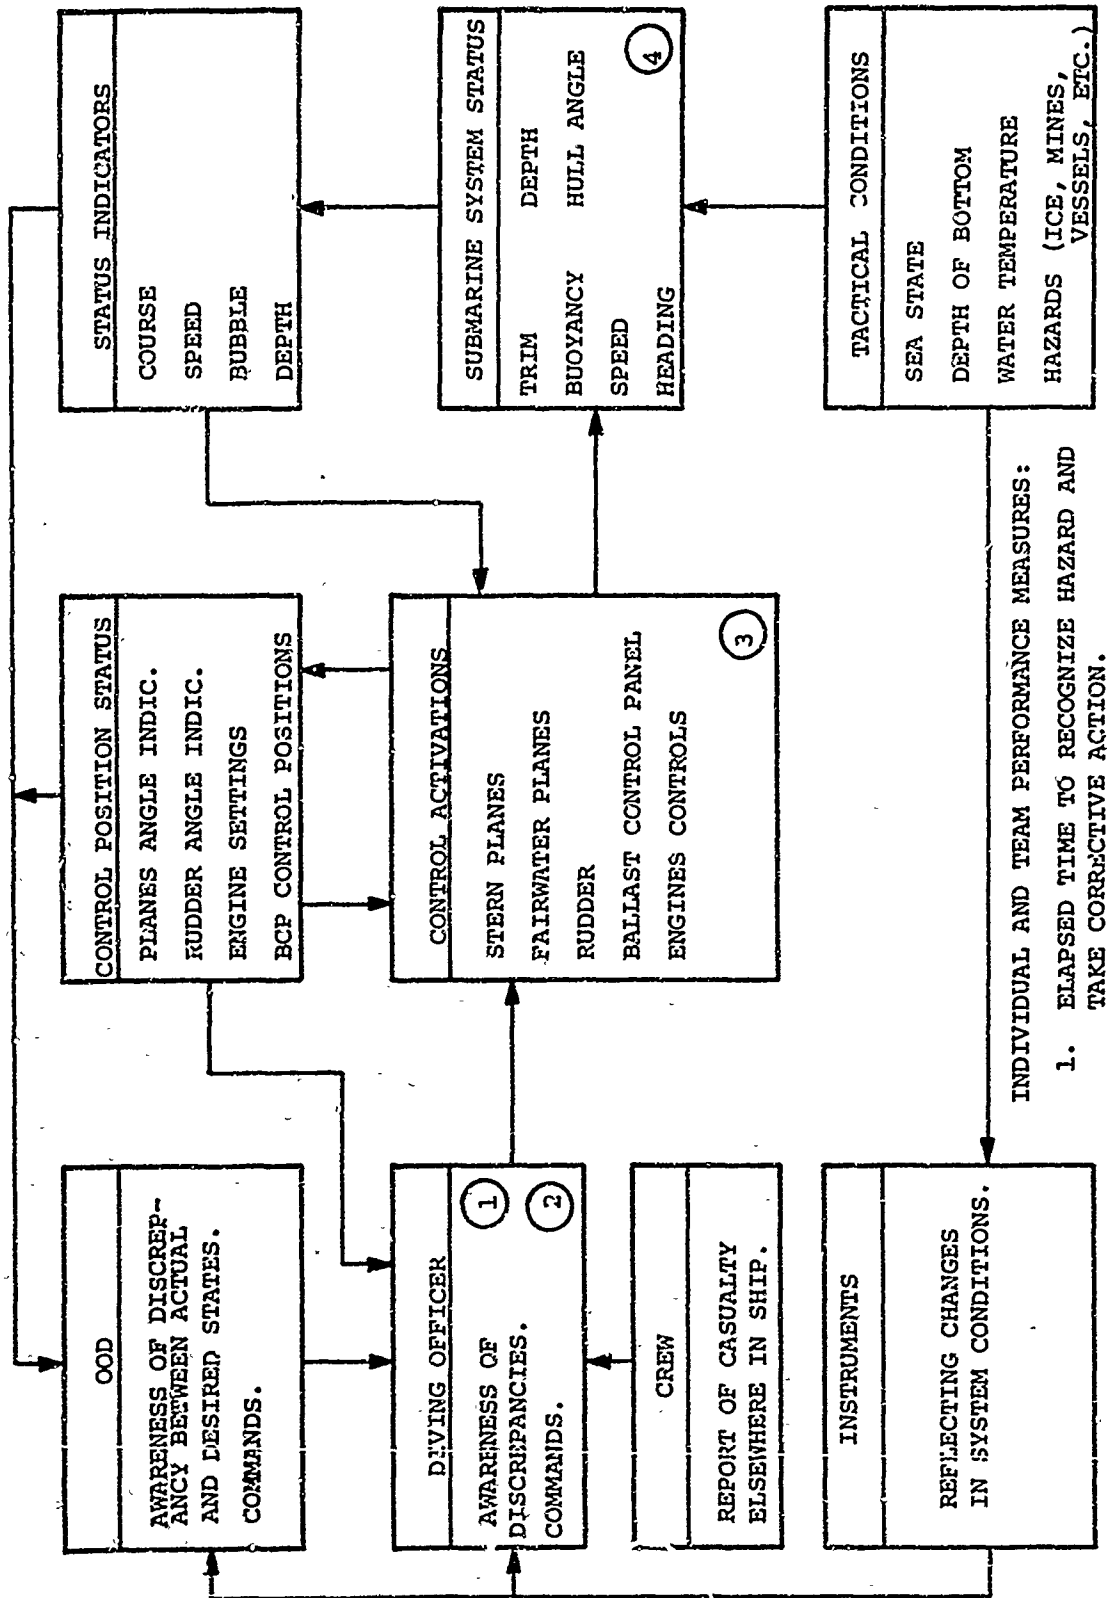 OOD
AWARENESS OF DISCREP-
ANCY BETWEEN ACTUAL
AND DESIRED STATES.
COMMANDS.
CONTROL POSITION STATUS
PLANES ANGLE INDIC.
RUDDER ANGLE INDIC.
ENGINE SETTINGS
BCP CONTROL POSITIONS
STATUS INDICATORS
COURSE
SPEED
BUBBLE
DEPTH
DIVING OFFICER
AWARENESS OF
DISCREPANCIES.
COMMANDS.
1
2
CONTROL ACTIVATIONS
STERN PLANES
FAIRWATER PLANES
RUDDER
BALLAST CONTROL PANEL
ENGINES CONTROLS
3
SUBMARINE SYSTEM STATUS
TRIM DEPTH
BUOYANCY HULL ANGLE
SPEED
HEADING
4
CREW
REPORT OF CASUALTY
ELSEWHERE IN SHIP.
INSTRUMENTS
REFLECTING CHANGES
IN SYSTEM CONDITIONS.
TACTICAL CONDITIONS
SEA STATE
DEPTH OF BOTTOM
WATER TEMPERATURE
HAZARDS (ICE, MINES,
VESSELS, ETC.)
INDIVIDUAL AND TEAM PERFORMANCE MEASURES:
1. ELAPSED TIME TO RECOGNIZE HAZARD AND
TAKE CORRECTIVE ACTION.